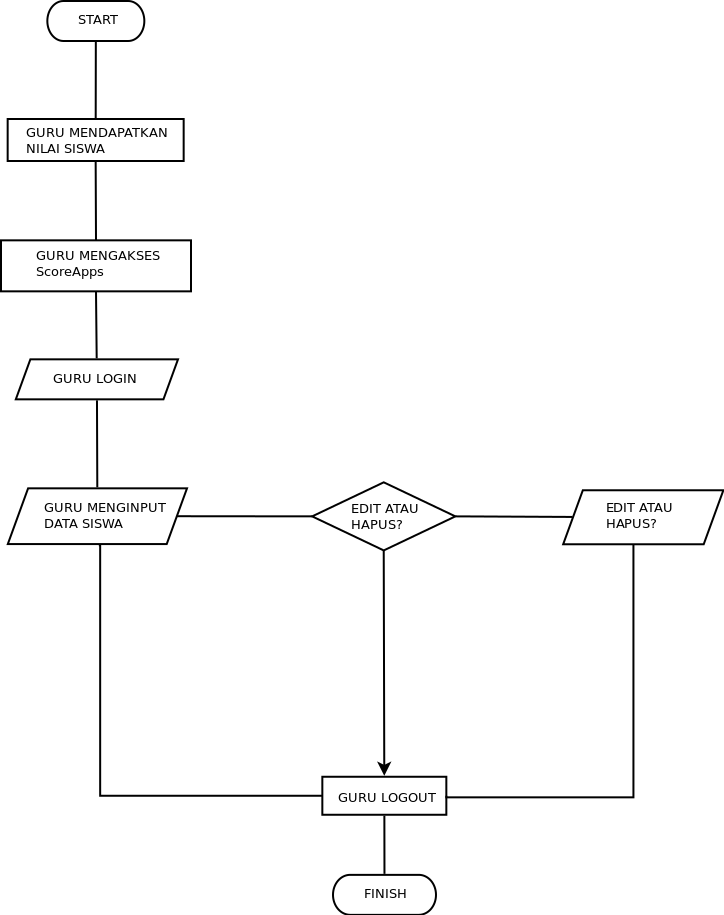 START
GURU MENDAPATKAN
NILAI SISWA
GURU MENGAKSES
ScoreApps
GURU LOGIN
GURU MENGINPUT
DATA SISWA
EDIT ATAU
HAPUS?
EDIT ATAU
HAPUS?
GURU LOGOUT
FINISH